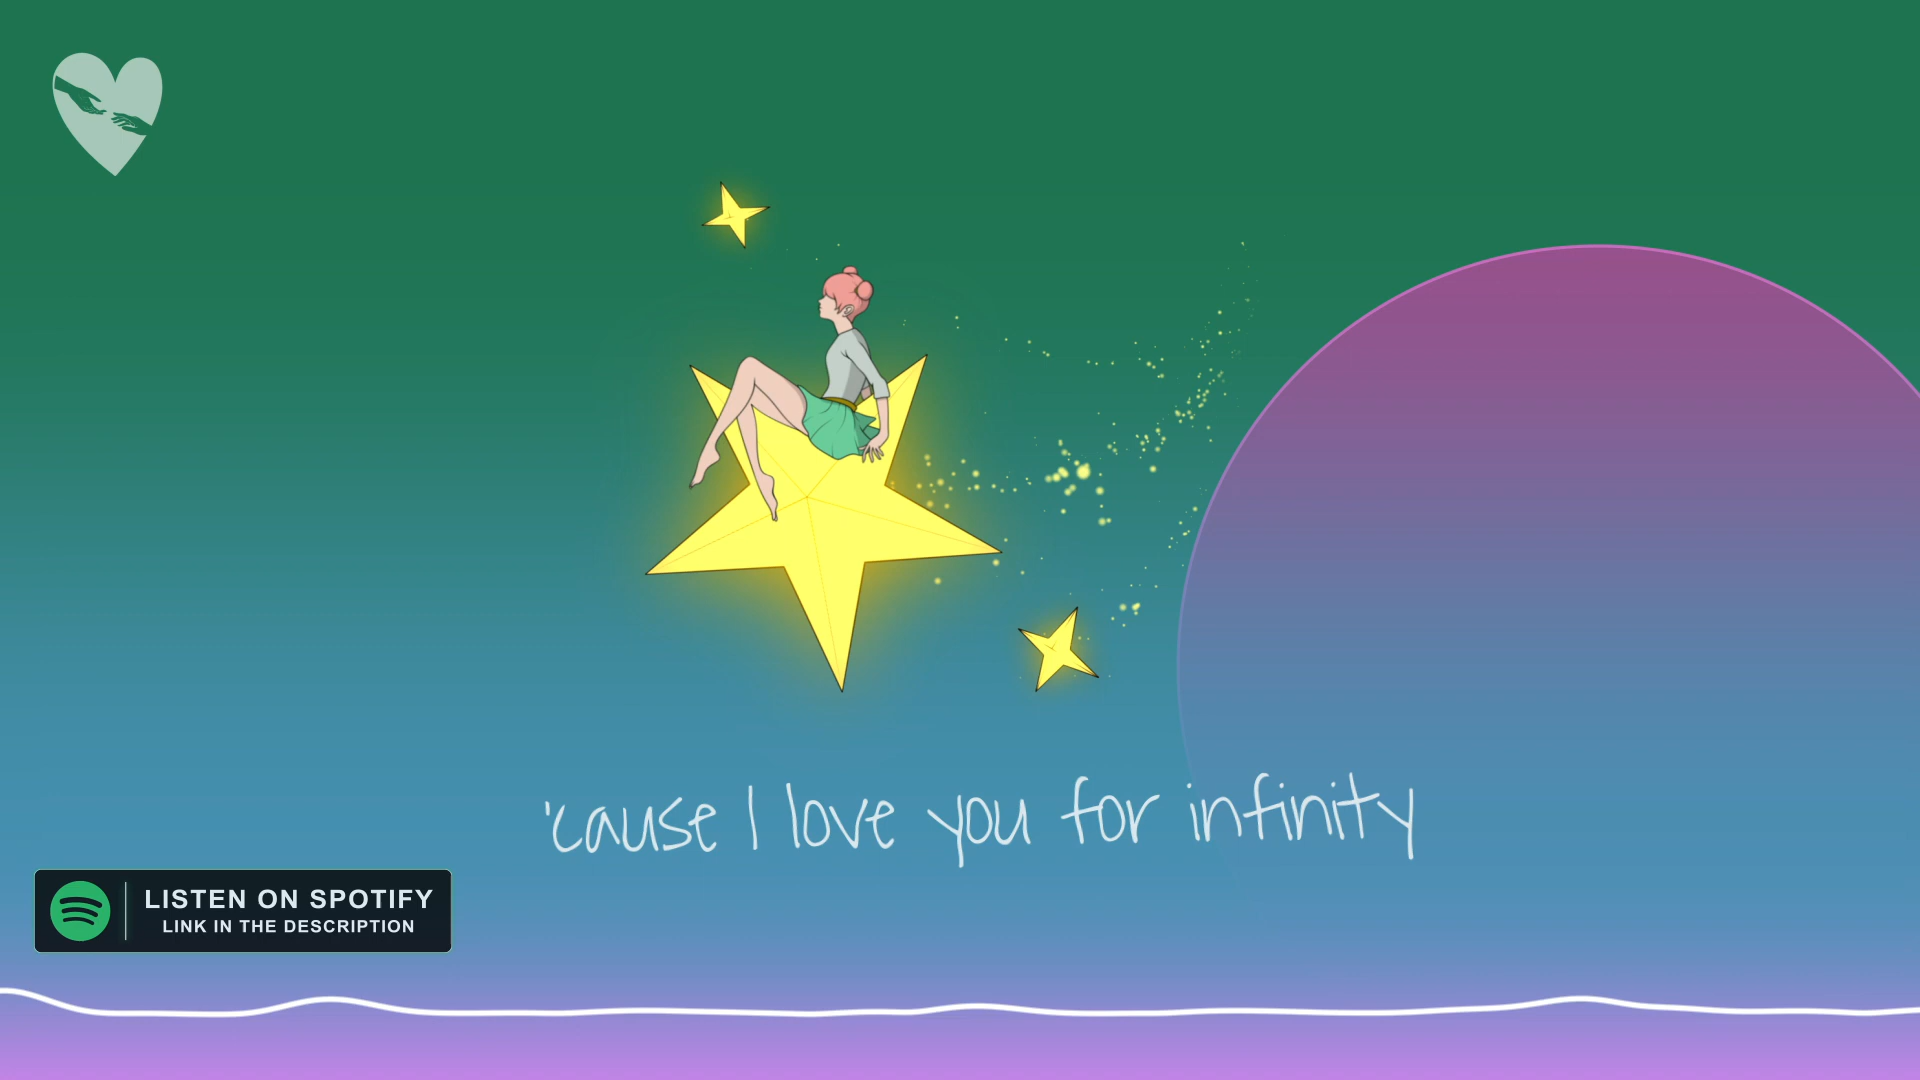 'cause I love you for infinity
LISTEN ON SPOTIFY
LINK IN THE DESCRIPTION